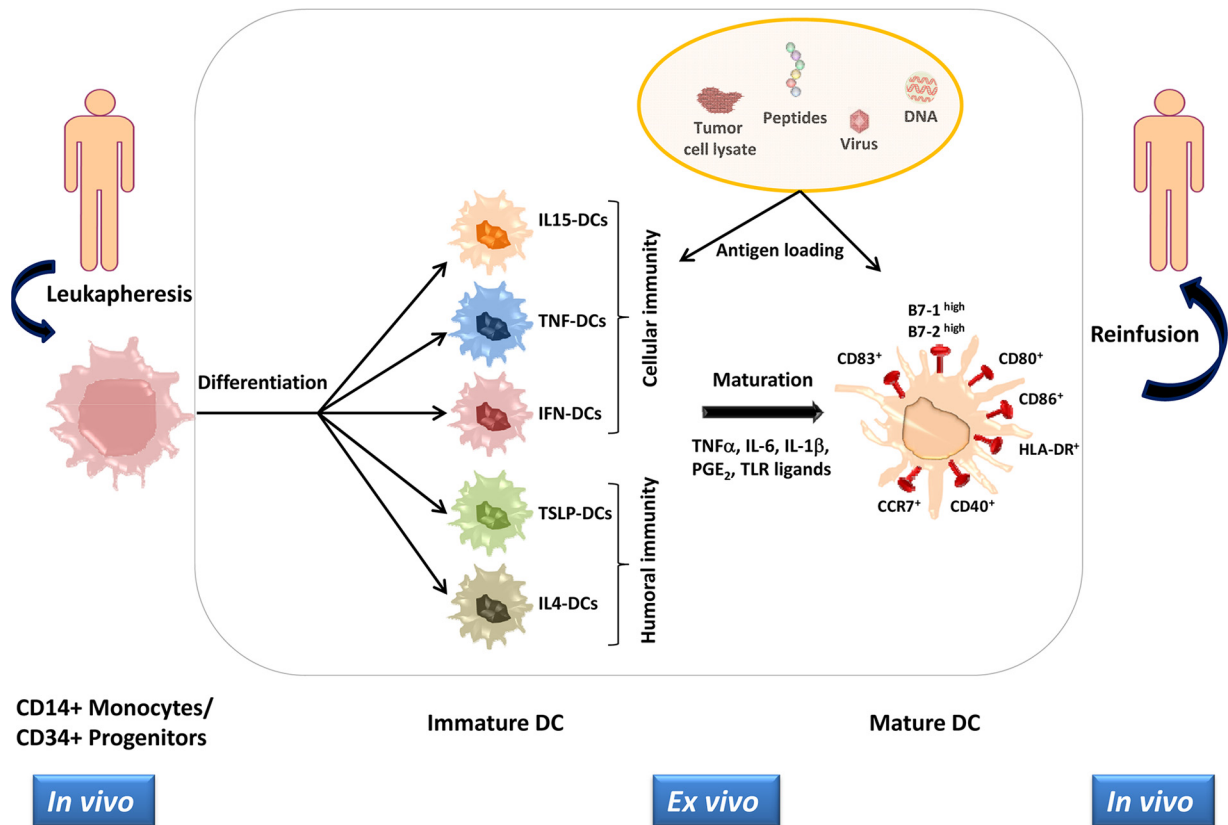 Tumor
cell lysate
Peptides
Virus
DNA
Leukapheresis
Differentiation
IL15-DCs
TNF-DCs
IFN-DCs
TSLP-DCs
IL4-DCs
Cellular immunity
Humoral immunity
Antigen loading
Maturation
TNFα, IL-6, IL-1β,
PGE₂, TLR ligands
B7-1 ʰⁱᵍʰ
B7-2 ʰⁱᵍʰ
CD83⁺
CD80⁺
CD86⁺
HLA-DR⁺
CCR7⁺
CD40⁺
Reinfusion
CD14+ Monocytes/
CD34+ Progenitors
Immature DC
Mature DC
In vivo
Ex vivo
In vivo